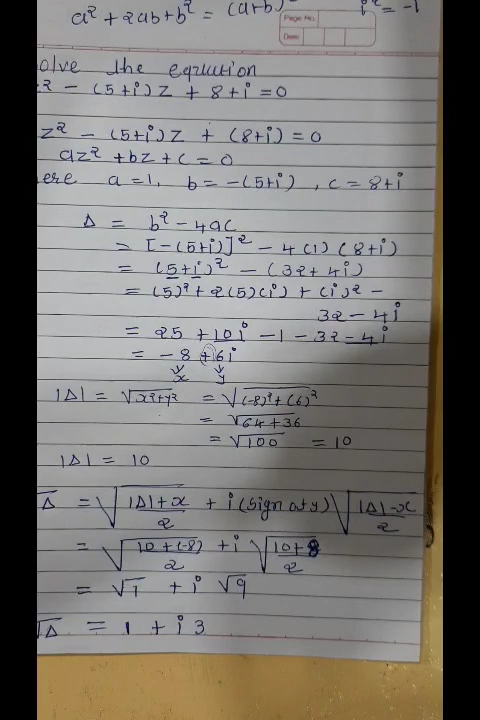 a² + 2ab + b² = (a+b)
i² = -1
Page No.
Date
olve the equation
² - (5+i)z + 8+i = 0
z² - (5+i)z + (8+i) = 0
az² + bz + c = 0
ere a = 1, b = -(5+i), c = 8+i
Δ = b² - 4ac
= [-(5+i)]² - 4(1)(8+i)
= (5+i)² - (32+4i)
= (5)² + 2(5)(i) + (i)² -
32 - 4i
= 25 + 10i - 1 - 32 - 4i
= -8 + 6i
x y
|Δ| = √x²+y² = √(-8)²+(6)²
= √64+36
= √100 = 10
|Δ| = 10
√Δ = √|Δ|+x/2 + i (sign of y) √|Δ|-x/2
= √10+(-8)/2 + i √10+8/2
= √1 + i √9
√Δ = 1 + i 3